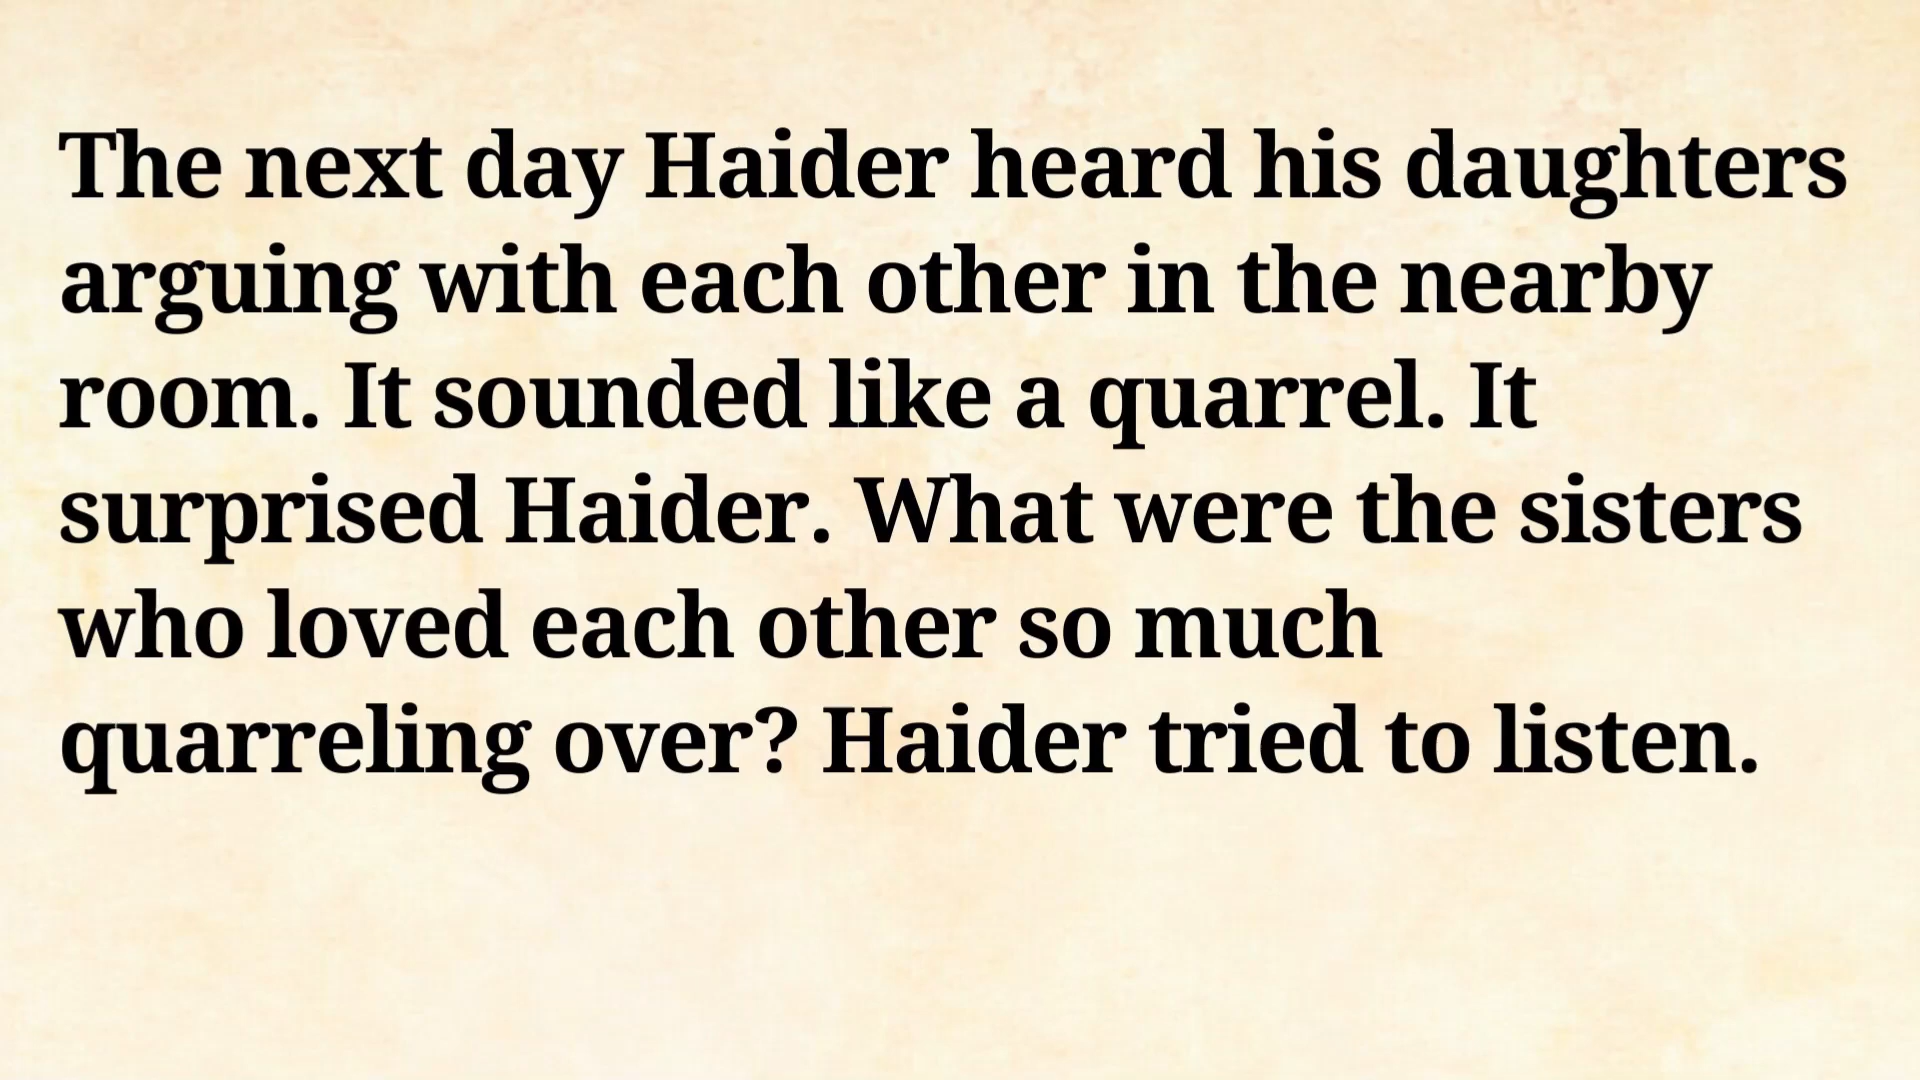 The next day Haider heard his daughters
arguing with each other in the nearby
room. It sounded like a quarrel. It
surprised Haider. What were the sisters
who loved each other so much
quarreling over? Haider tried to listen.